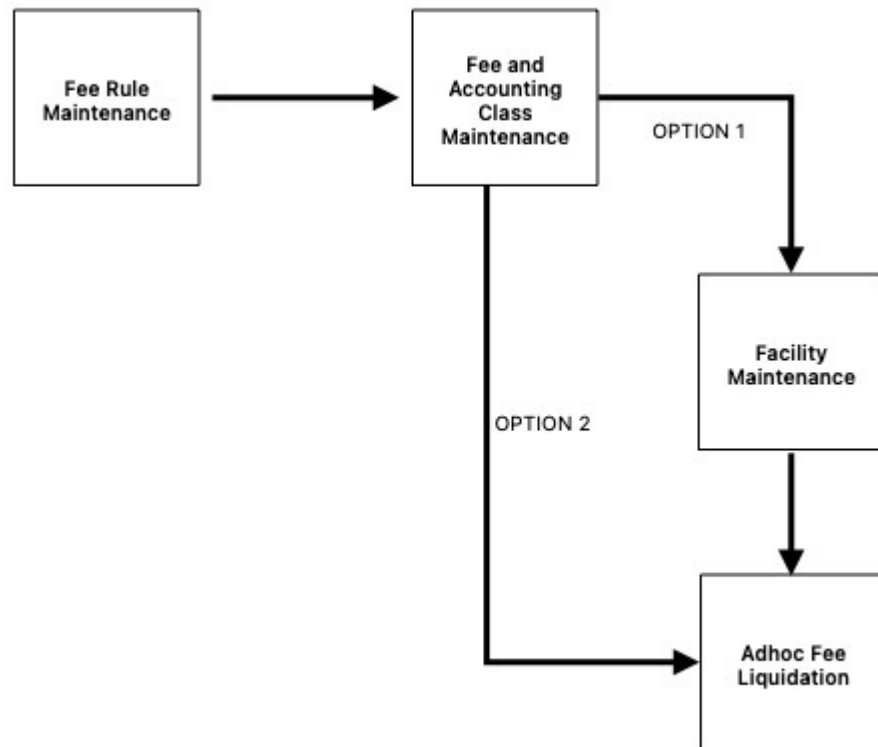 Fee Rule
Maintenance
Fee and
Accounting
Class
Maintenance
OPTION 1
Facility
Maintenance
OPTION 2
Adhoc Fee
Liquidation